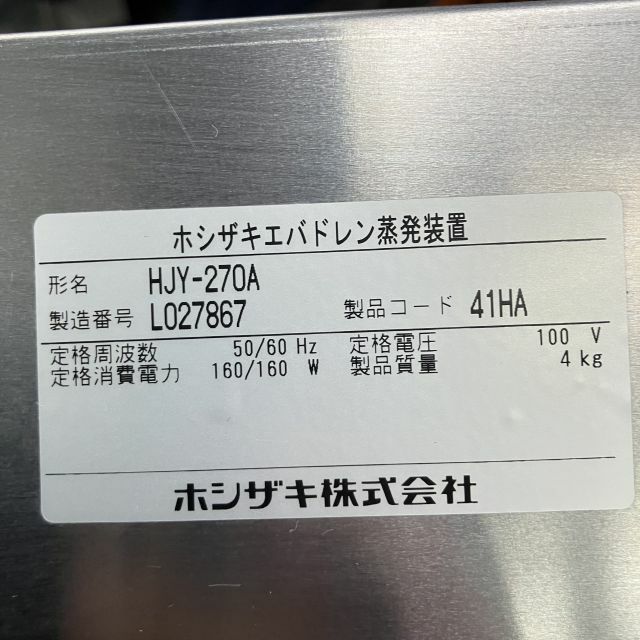 ホシザキエバドレン蒸発装置
形名 HJY-270A
製造番号 L027867 製品コード 41HA
定格周波数 50/60 Hz 定格電圧 100 V
定格消費電力 160/160 W 製品質量 4 kg
ホシザキ株式会社